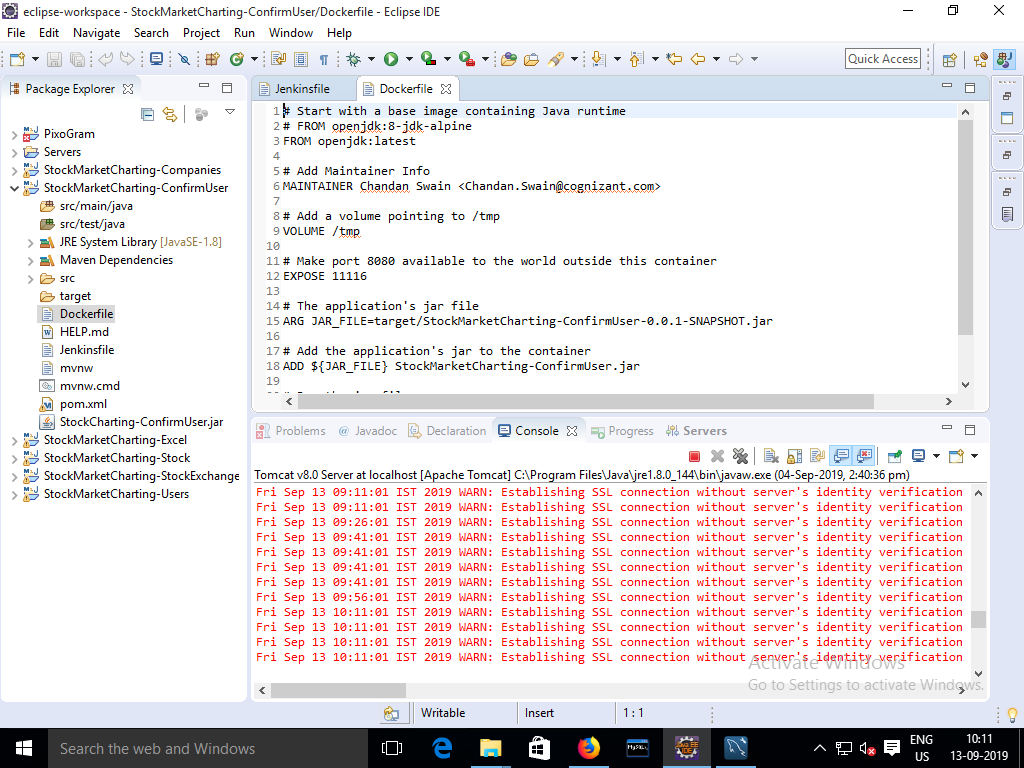 eclipse-workspace - StockMarketCharting-ConfirmUser/Dockerfile - Eclipse IDE
File Edit Navigate Search Project Run Window Help
Quick Access
Package Explorer
PixoGram
Servers
StockMarketCharting-Companies
StockMarketCharting-ConfirmUser
src/main/java
src/test/java
JRE System Library [JavaSE-1.8]
Maven Dependencies
src
target
Dockerfile
HELP.md
Jenkinsfile
mvnw
mvnw.cmd
pom.xml
StockCharting-ConfirmUser.jar
StockMarketCharting-Excel
StockMarketCharting-Stock
StockMarketCharting-StockExchange
StockMarketCharting-Users
Jenkinsfile Dockerfile
1 # Start with a base image containing Java runtime
2 # FROM openjdk:8-jdk-alpine
3 FROM openjdk:latest
4
5 # Add Maintainer Info
6 MAINTAINER Chandan Swain <Chandan.Swain@cognizant.com>
7
8 # Add a volume pointing to /tmp
9 VOLUME /tmp
10
11 # Make port 8080 available to the world outside this container
12 EXPOSE 11116
13
14 # The application's jar file
15 ARG JAR_FILE=target/StockMarketCharting-ConfirmUser-0.0.1-SNAPSHOT.jar
16
17 # Add the application's jar to the container
18 ADD ${JAR_FILE} StockMarketCharting-ConfirmUser.jar
19
Problems @ Javadoc Declaration Console Progress Servers
Tomcat v8.0 Server at localhost [Apache Tomcat] C:\Program Files\Java\jre1.8.0_144\bin\javaw.exe (04-Sep-2019, 2:40:36 pm)
Fri Sep 13 09:11:01 IST 2019 WARN: Establishing SSL connection without server's identity verification
Fri Sep 13 09:11:01 IST 2019 WARN: Establishing SSL connection without server's identity verification
Fri Sep 13 09:26:01 IST 2019 WARN: Establishing SSL connection without server's identity verification
Fri Sep 13 09:41:01 IST 2019 WARN: Establishing SSL connection without server's identity verification
Fri Sep 13 09:41:01 IST 2019 WARN: Establishing SSL connection without server's identity verification
Fri Sep 13 09:41:01 IST 2019 WARN: Establishing SSL connection without server's identity verification
Fri Sep 13 09:41:01 IST 2019 WARN: Establishing SSL connection without server's identity verification
Fri Sep 13 09:56:01 IST 2019 WARN: Establishing SSL connection without server's identity verification
Fri Sep 13 10:11:01 IST 2019 WARN: Establishing SSL connection without server's identity verification
Fri Sep 13 10:11:01 IST 2019 WARN: Establishing SSL connection without server's identity verification
Fri Sep 13 10:11:01 IST 2019 WARN: Establishing SSL connection without server's identity verification
Fri Sep 13 10:11:01 IST 2019 WARN: Establishing SSL connection without server's identity verification
Activate Windows
Go to Settings to activate Windows.
Writable Insert 1 : 1
Search the web and Windows
ENG
US
10:11
13-09-2019